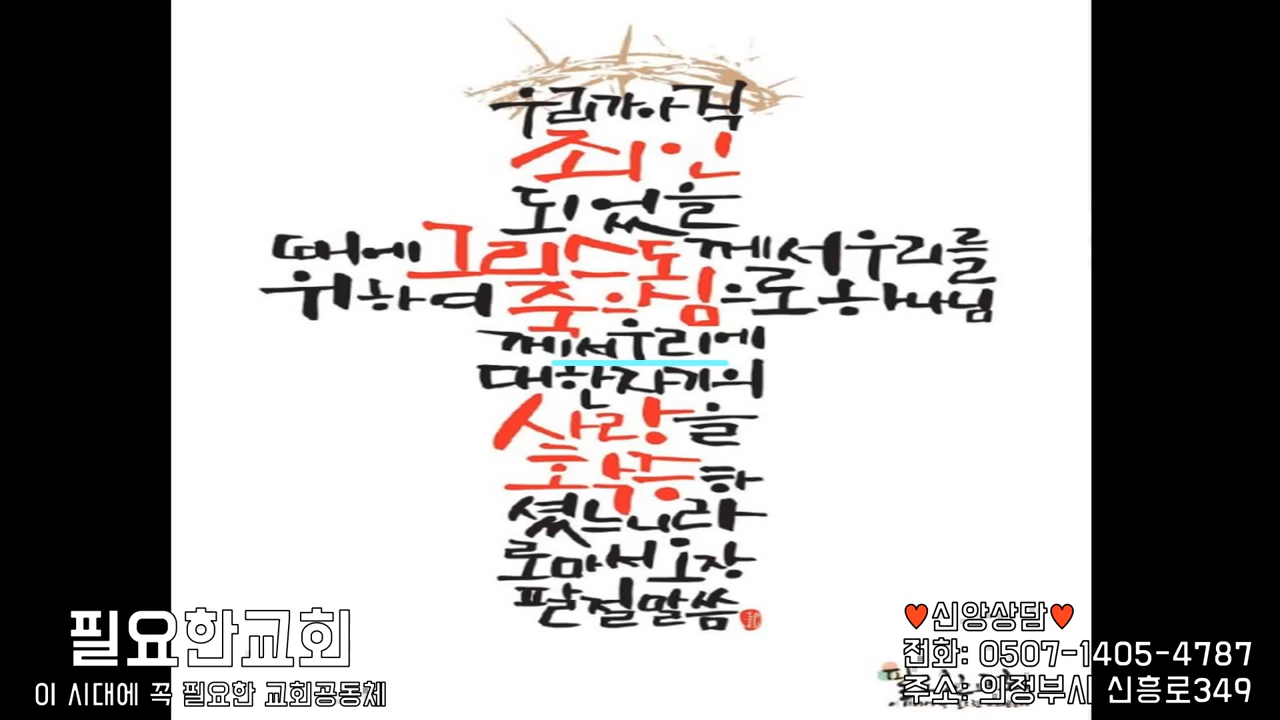 우리가 아직
죄인
되었을
때에 그리스도께서 우리를
위하여 죽으심으로 하나님
께서 우리에
대한 자기의
사랑을
확증하
셨느니라
로마서 오장
팔절 말씀
필요한교회
이 시대에 꼭 필요한 교회공동체
♥신앙상담♥
전화: 0507-1405-4787
주소: 의정부시 신흥로349